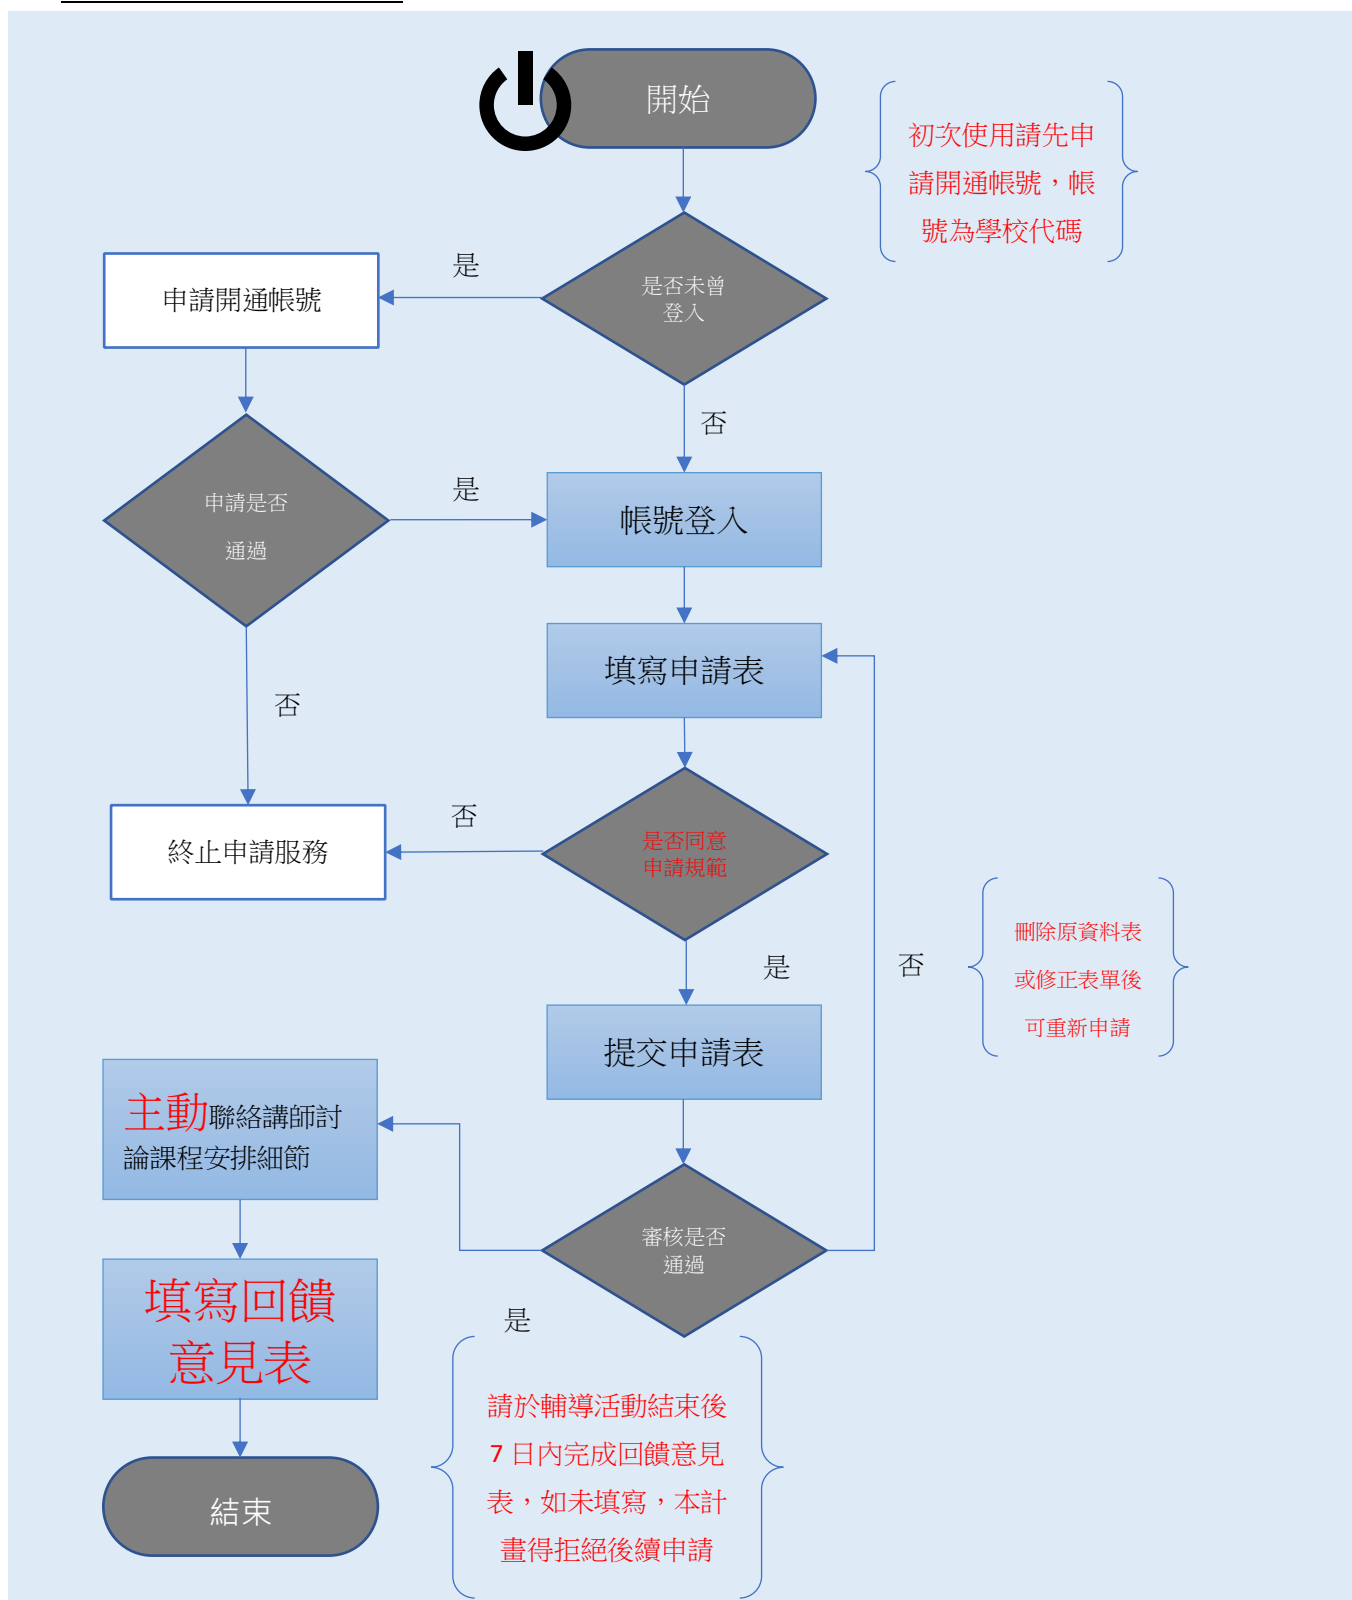 開始
初次使用請先申
請開通帳號，帳
號為學校代碼
是
是否未曾
登入
申請開通帳號
否
申請是否
通過
是
帳號登入
填寫申請表
否
否
終止申請服務
是否同意
申請規範
是
否
刪除原資料表
或修正表單後
可重新申請
提交申請表
主動聯絡講師討
論課程安排細節
審核是否
通過
填寫回饋
意見表
是
請於輔導活動結束後
7 日內完成回饋意見
表，如未填寫，本計
畫得拒絕後續申請
結束